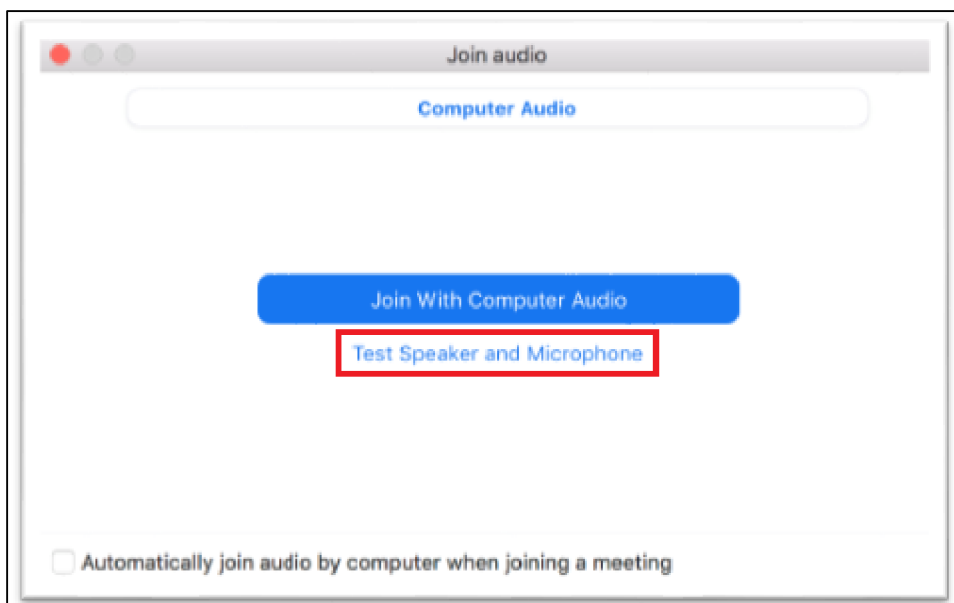 Join audio
Computer Audio
Join With Computer Audio
Test Speaker and Microphone
Automatically join audio by computer when joining a meeting